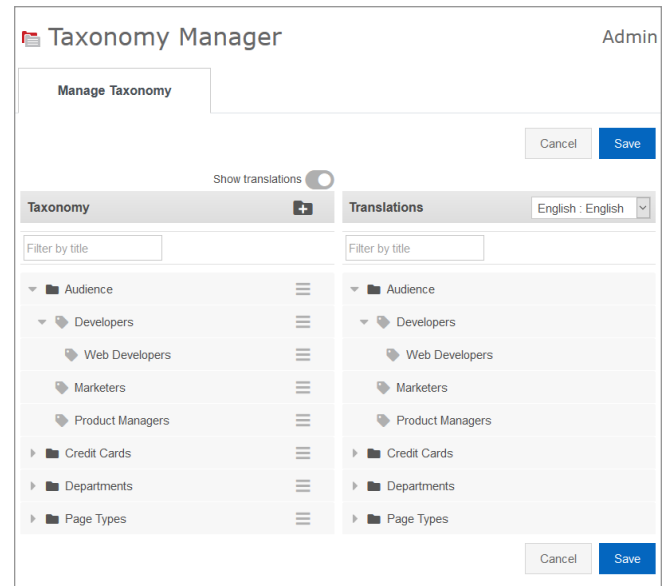 Taxonomy Manager Admin
Manage Taxonomy
Cancel Save
Show translations
Taxonomy Translations English : English
Filter by title Filter by title
Audience Audience
Developers Developers
Web Developers Web Developers
Marketers Marketers
Product Managers Product Managers
Credit Cards Credit Cards
Departments Departments
Page Types Page Types
Cancel Save